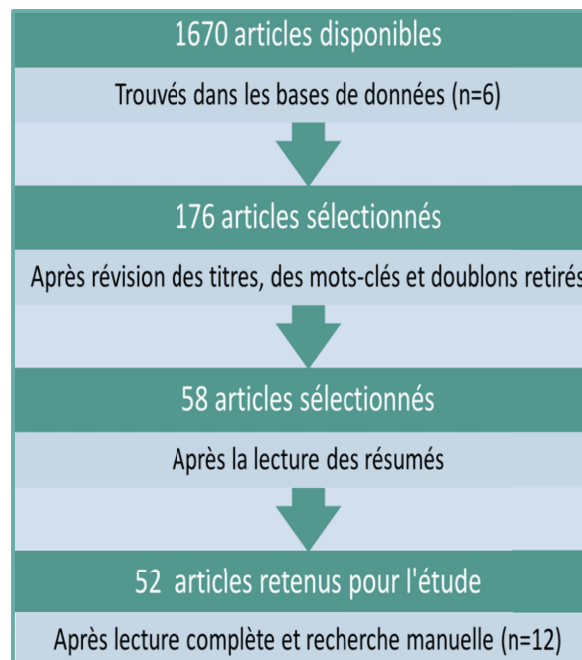 1670 articles disponibles
Trouvés dans les bases de données (n=6)
176 articles sélectionnés
Après révision des titres, des mots-clés et doublons retirés
58 articles sélectionnés
Après la lecture des résumés
52 articles retenus pour l'étude
Après lecture complète et recherche manuelle (n=12)